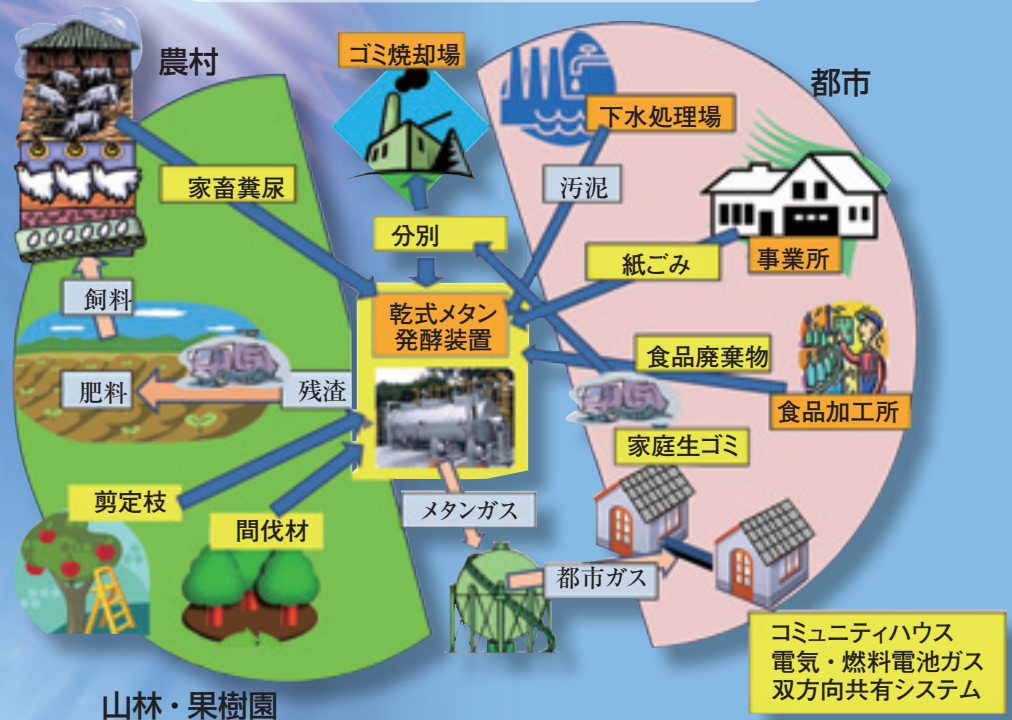 農村
ゴミ焼却場
都市
下水処理場
家畜糞尿
汚泥
分別
紙ごみ
事業所
飼料
乾式メタン
発酵装置
食品廃棄物
肥料
残渣
食品加工所
家庭生ゴミ
剪定枝
メタンガス
間伐材
都市ガス
コミュニティハウス
電気・燃料電池ガス
双方向共有システム
山林・果樹園